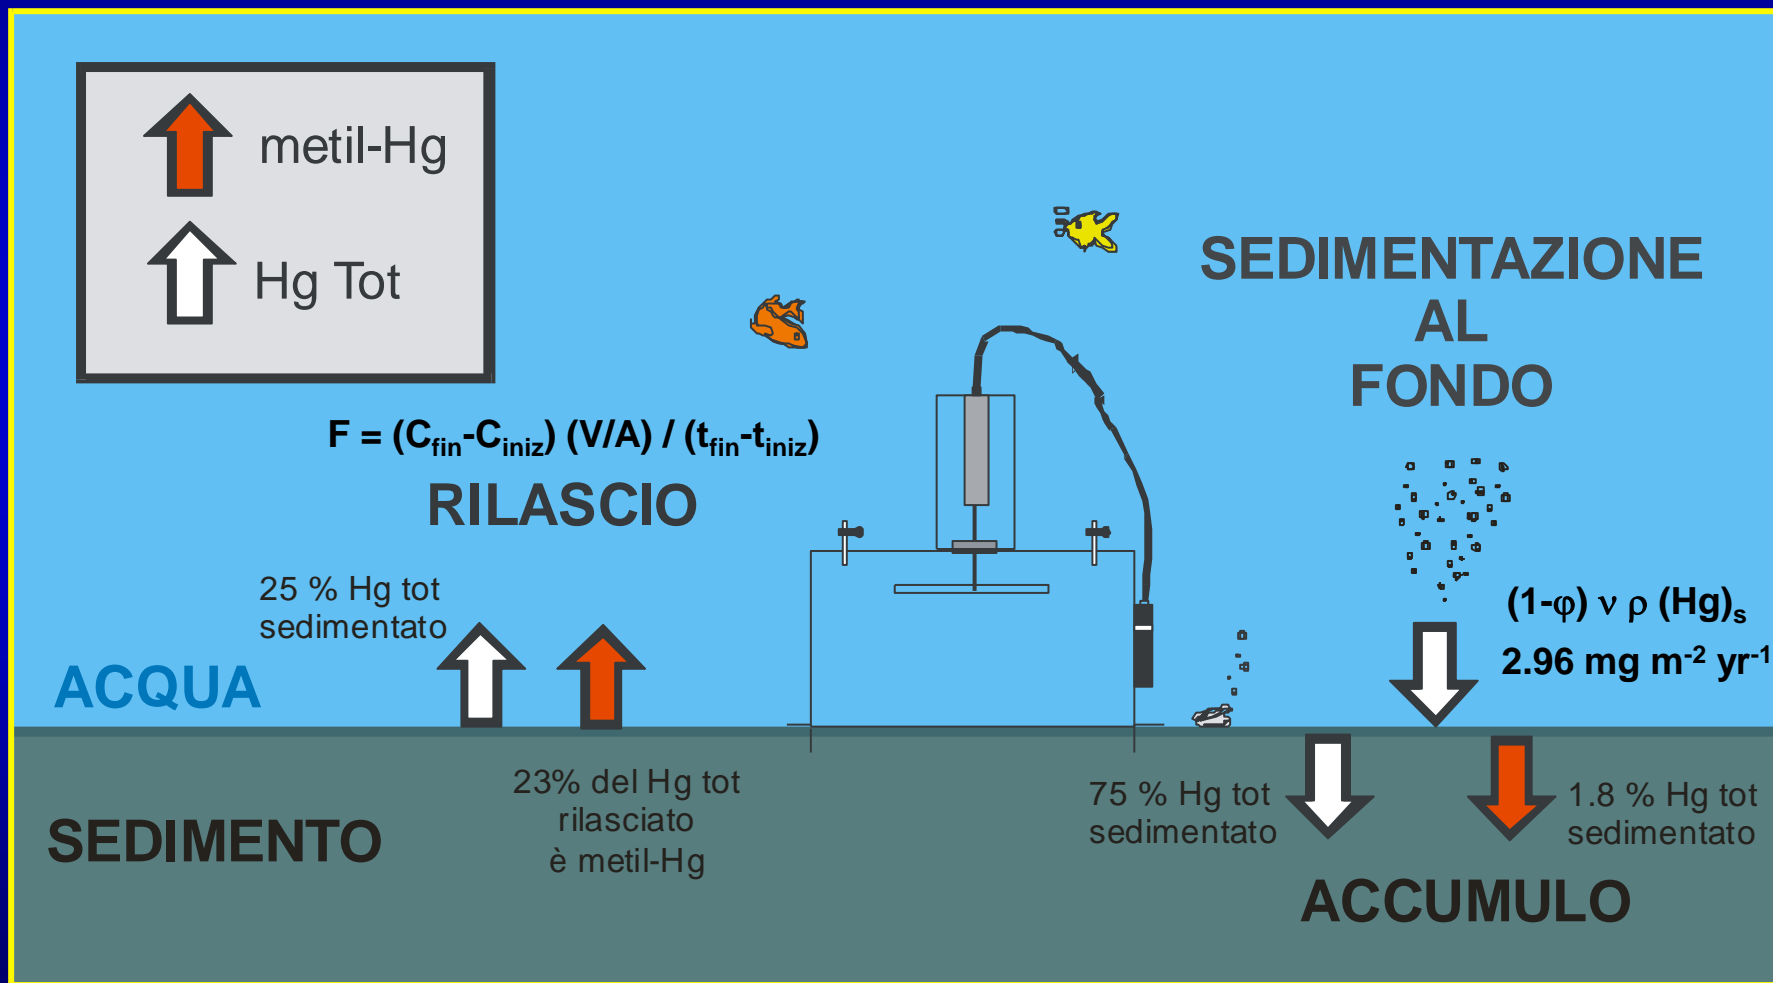 metil-Hg
Hg Tot
SEDIMENTAZIONE
AL
FONDO
F = (Cfin-Ciniz) (V/A) / (tfin-tiniz)
RILASCIO
25 % Hg tot
sedimentato
(1-φ) ν ρ (Hg)s
2.96 mg m-2 yr-1
ACQUA
23% del Hg tot
rilasciato
è metil-Hg
75 % Hg tot
sedimentato
1.8 % Hg tot
sedimentato
SEDIMENTO
ACCUMULO